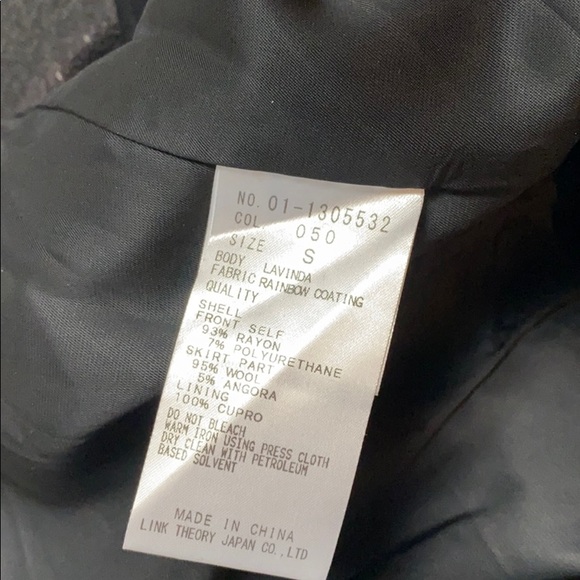 NO. 01-1305532
COL 050
SIZE S
BODY LAVINDA
FABRIC RAINBOW COATING
QUALITY
SHELL
FRONT SELF
93% RAYON
7% POLYURETHANE
SKIRT PART
95% WOOL
5% ANGORA
LINING
100% CUPRO
DO NOT BLEACH
WARM IRON USING PRESS CLOTH
DRY CLEAN WITH PETROLEUM
BASED SOLVENT
MADE IN CHINA
LINK THEORY JAPAN CO., LTD